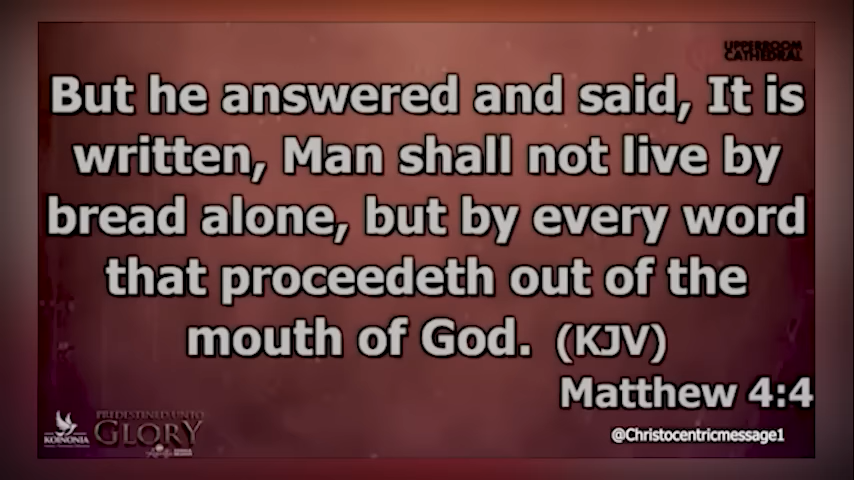 UPPERROOM
CATHEDRAL
But he answered and said, It is
written, Man shall not live by
bread alone, but by every word
that proceedeth out of the
mouth of God. (KJV)
Matthew 4:4
PREDESTINED UNTO
GLORY
KOINONIA
@Christocentricmessage1